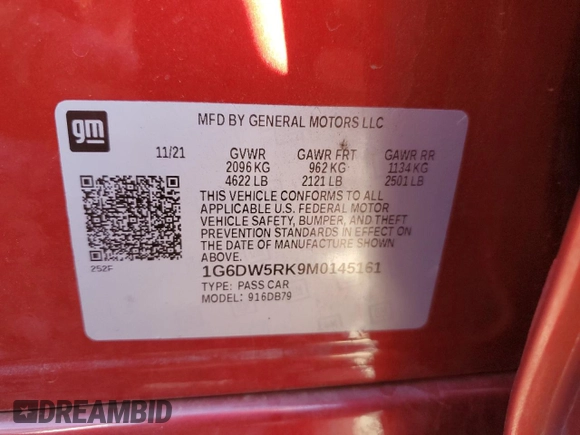 gm
MFD BY GENERAL MOTORS LLC
11/21 GVWR GAWR FRT GAWR RR
2096 KG 962 KG 1134 KG
4622 LB 2121 LB 2501 LB
THIS VEHICLE CONFORMS TO ALL
APPLICABLE U.S. FEDERAL MOTOR
VEHICLE SAFETY, BUMPER, AND THEFT
PREVENTION STANDARDS IN EFFECT ON
THE DATE OF MANUFACTURE SHOWN
ABOVE.
252F
1G6DW5RK9M0145161
TYPE: PASS CAR
MODEL: 916DB79
DREAMBID